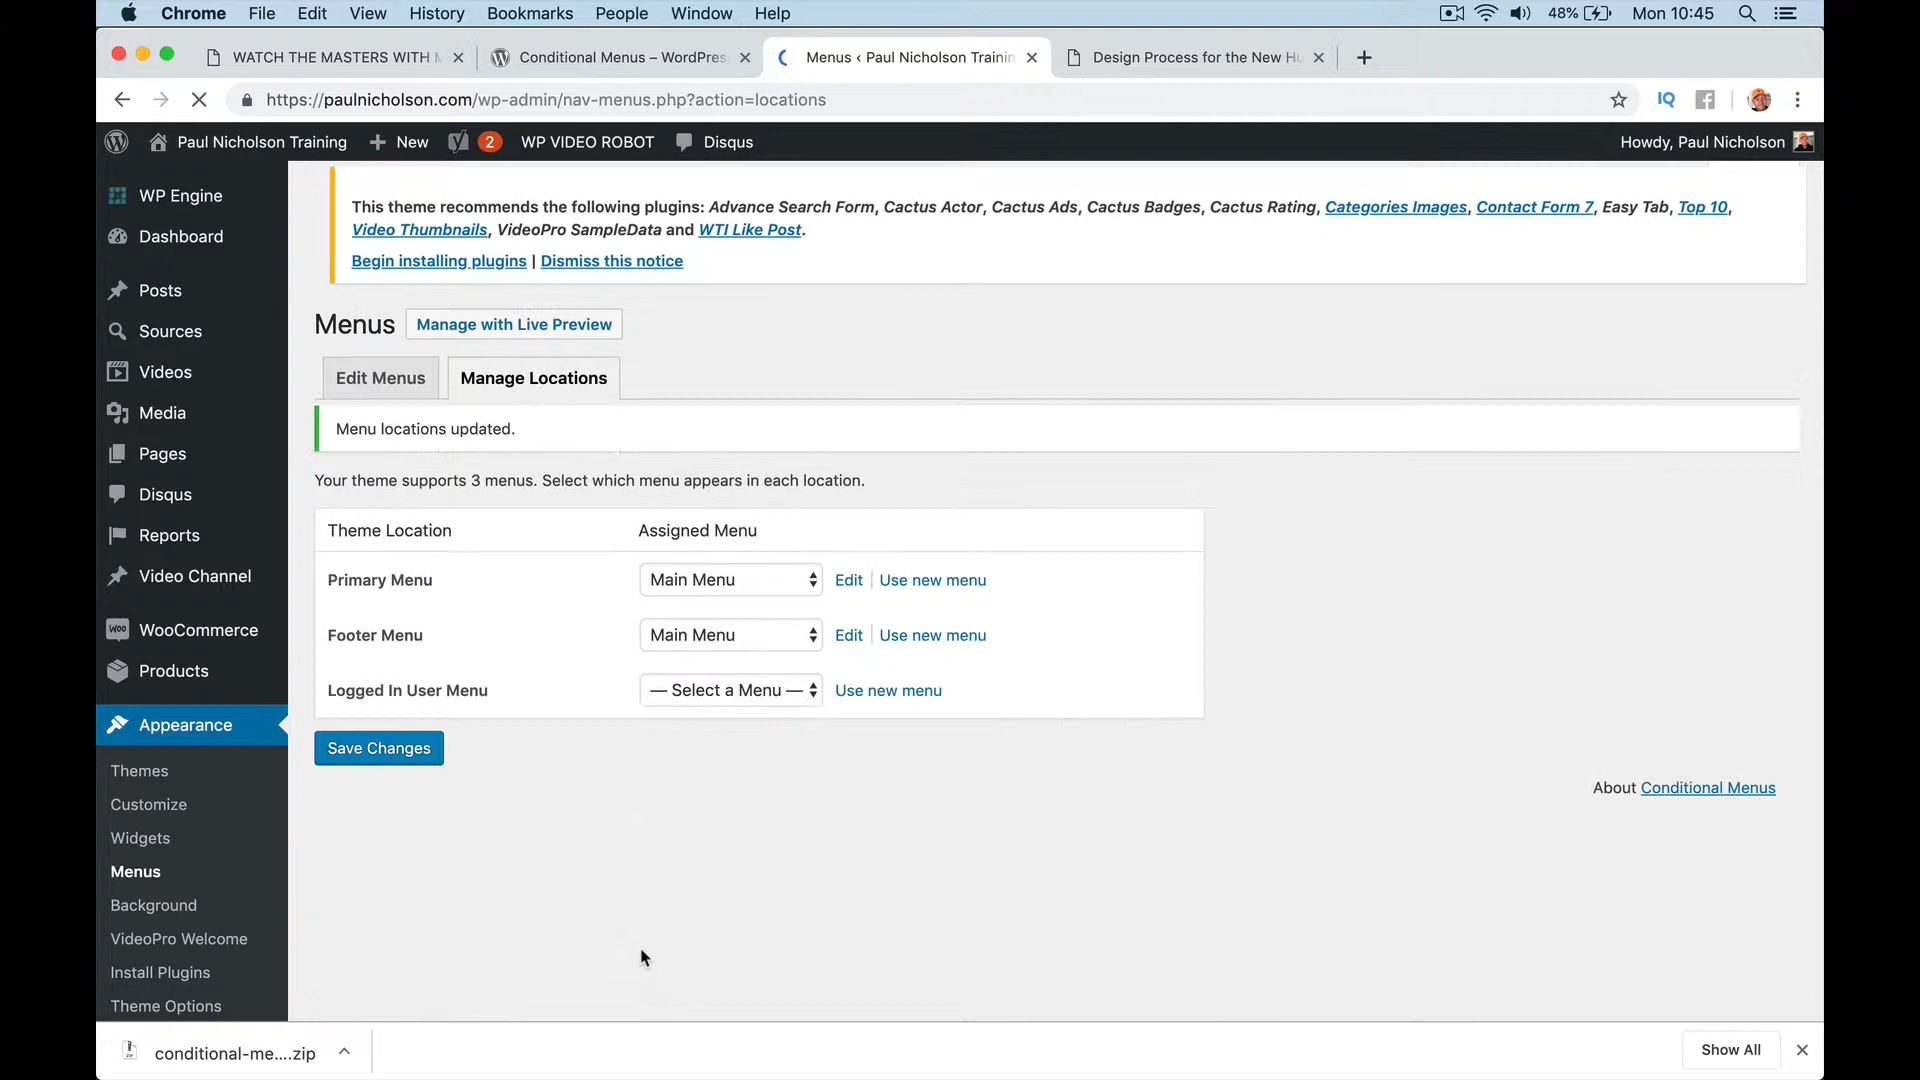 Chrome File Edit View History Bookmarks People Window Help 48% Mon 10:45
WATCH THE MASTERS WITH M Conditional Menus – WordPres Menus ‹ Paul Nicholson Trainin Design Process for the New Hu
https://paulnicholson.com/wp-admin/nav-menus.php?action=locations IQ
Paul Nicholson Training New 2 WP VIDEO ROBOT Disqus Howdy, Paul Nicholson
WP Engine
Dashboard
Posts
Sources
Videos
Media
Pages
Disqus
Reports
Video Channel
Woo WooCommerce
Products
Appearance
Themes
Customize
Widgets
Menus
Background
VideoPro Welcome
Install Plugins
Theme Options
This theme recommends the following plugins: Advance Search Form, Cactus Actor, Cactus Ads, Cactus Badges, Cactus Rating, Categories Images, Contact Form 7, Easy Tab, Top 10,
Video Thumbnails, VideoPro SampleData and WTI Like Post.
Begin installing plugins | Dismiss this notice
Menus Manage with Live Preview
Edit Menus Manage Locations
Menu locations updated.
Your theme supports 3 menus. Select which menu appears in each location.
Theme Location Assigned Menu
Primary Menu Main Menu Edit Use new menu
Footer Menu Main Menu Edit Use new menu
Logged In User Menu — Select a Menu — Use new menu
Save Changes
About Conditional Menus
conditional-me....zip Show All